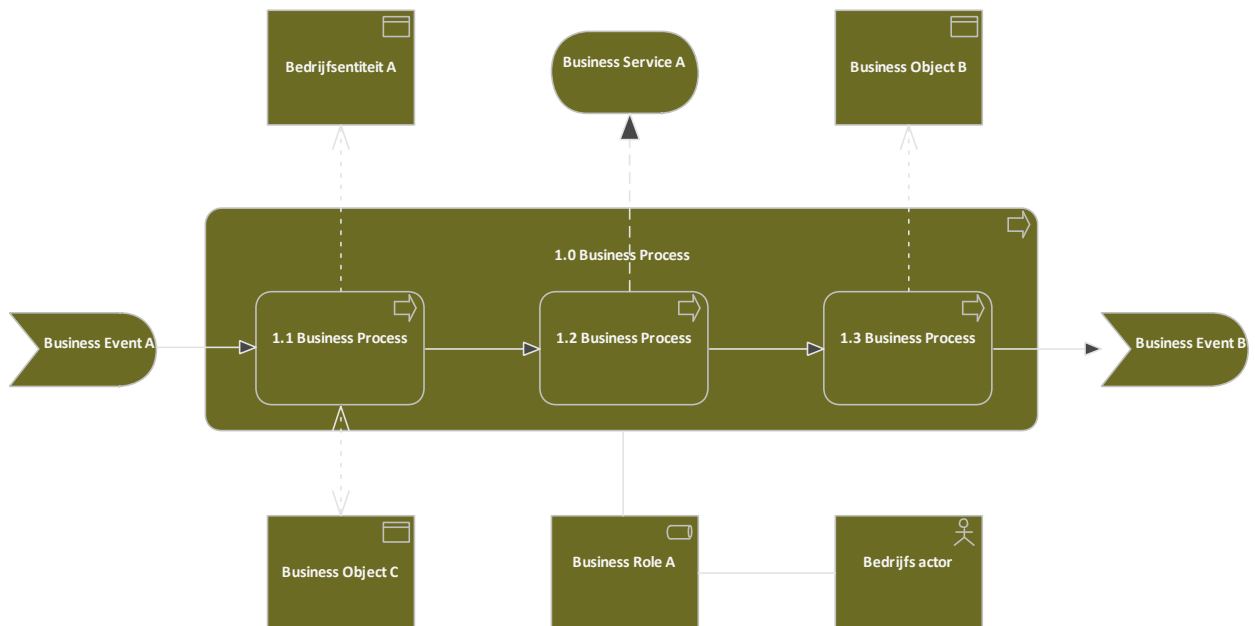 Bedrijfsentiteit A
Business Service A
Business Object B
1.0 Business Process
1.1 Business Process
1.2 Business Process
1.3 Business Process
Business Event A
Business Event B
Business Object C
Business Role A
Bedrijfs actor